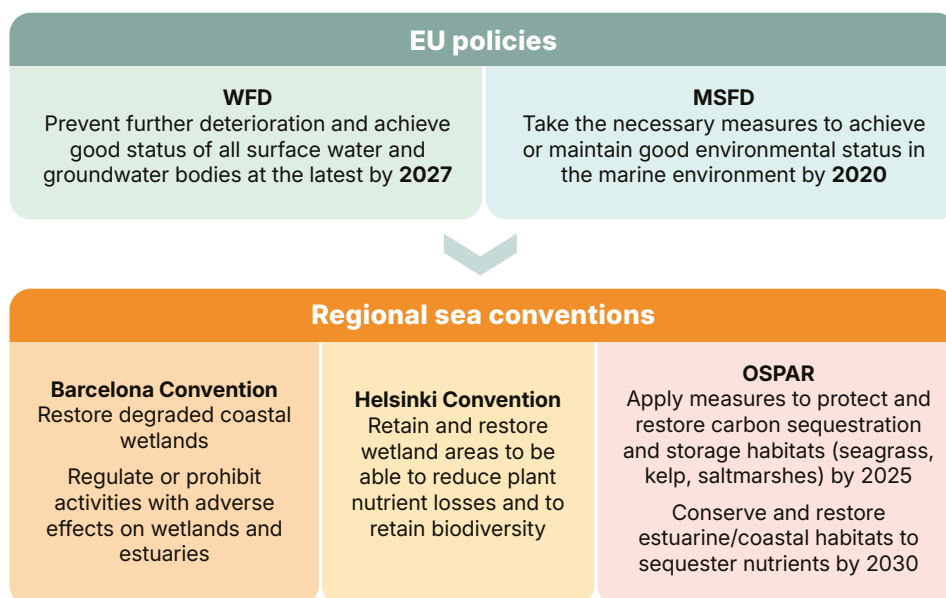 EU policies
WFD
Prevent further deterioration and achieve
good status of all surface water and
groundwater bodies at the latest by 2027
MSFD
Take the necessary measures to achieve
or maintain good environmental status in
the marine environment by 2020
Regional sea conventions
Barcelona Convention
Restore degraded coastal
wetlands
Regulate or prohibit
activities with adverse
effects on wetlands and
estuaries
Helsinki Convention
Retain and restore
wetland areas to be
able to reduce plant
nutrient losses and to
retain biodiversity
OSPAR
Apply measures to protect and
restore carbon sequestration
and storage habitats (seagrass,
kelp, saltmarshes) by 2025
Conserve and restore
estuarine/coastal habitats to
sequester nutrients by 2030